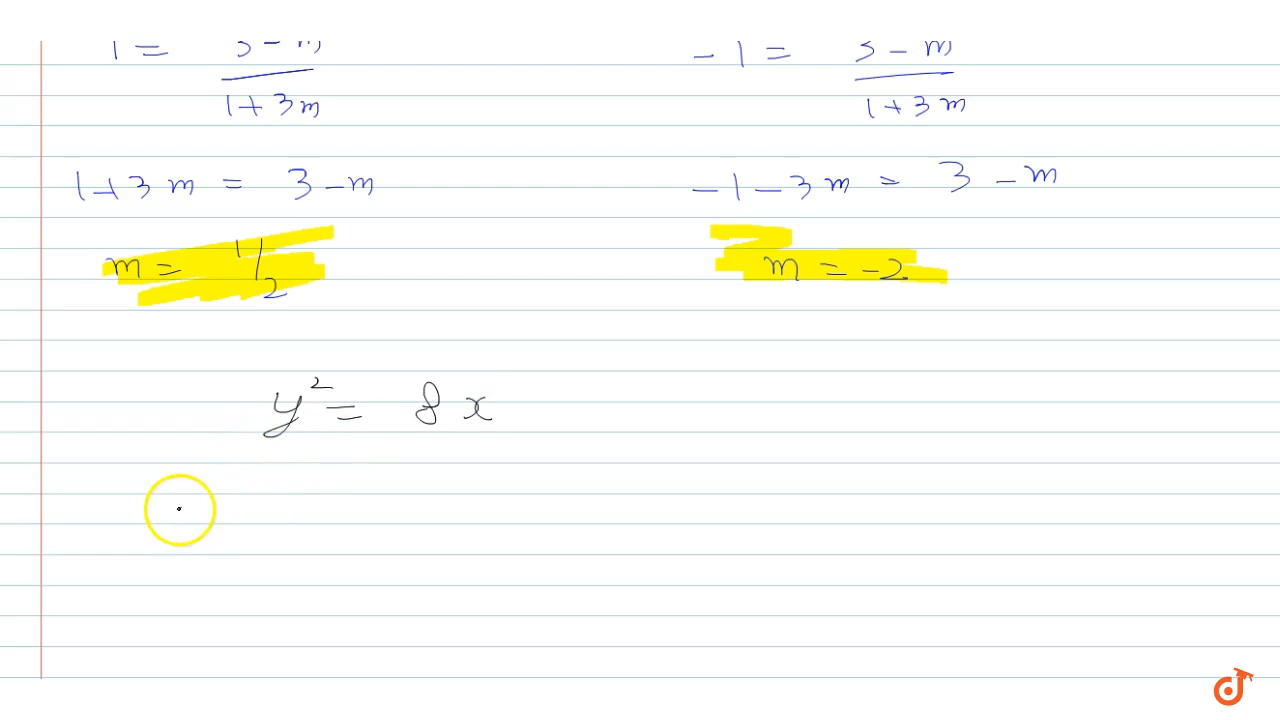 1 = (3 - m)/(1 + 3m)
-1 = (3 - m)/(1 + 3m)
1 + 3m = 3 - m
-1 - 3m = 3 - m
m = 1/2
m = -2
y² = 8x